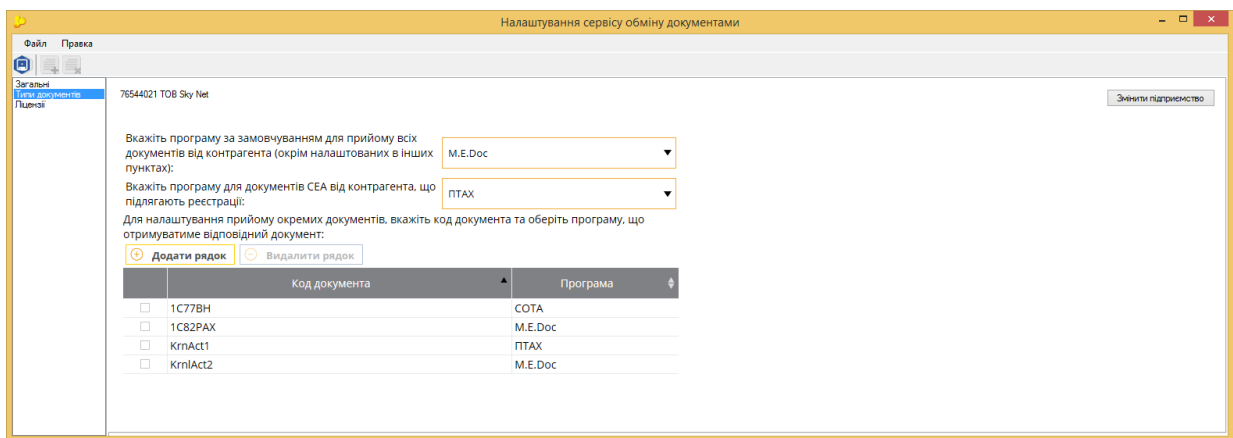 Налаштування сервісу обміну документами
Файл Правка
Загальні
Типи документів
Ліцензії
76544021 ТОВ Sky Net
Змінити підприємство
Вкажіть програму за замовчуванням для прийому всіх
документів від контрагента (окрім налаштованих в інших
пунктах):
M.E.Doc
Вкажіть програму для документів СЕА від контрагента, що
підлягають реєстрації:
ПТАХ
Для налаштування прийому окремих документів, вкажіть код документа та оберіть програму, що
отримуватиме відповідний документ:
Додати рядок Видалити рядок
Код документа Програма
1С77ВН СОТА
1C82PAX M.E.Doc
KrnAct1 ПТАХ
KrnlAct2 M.E.Doc